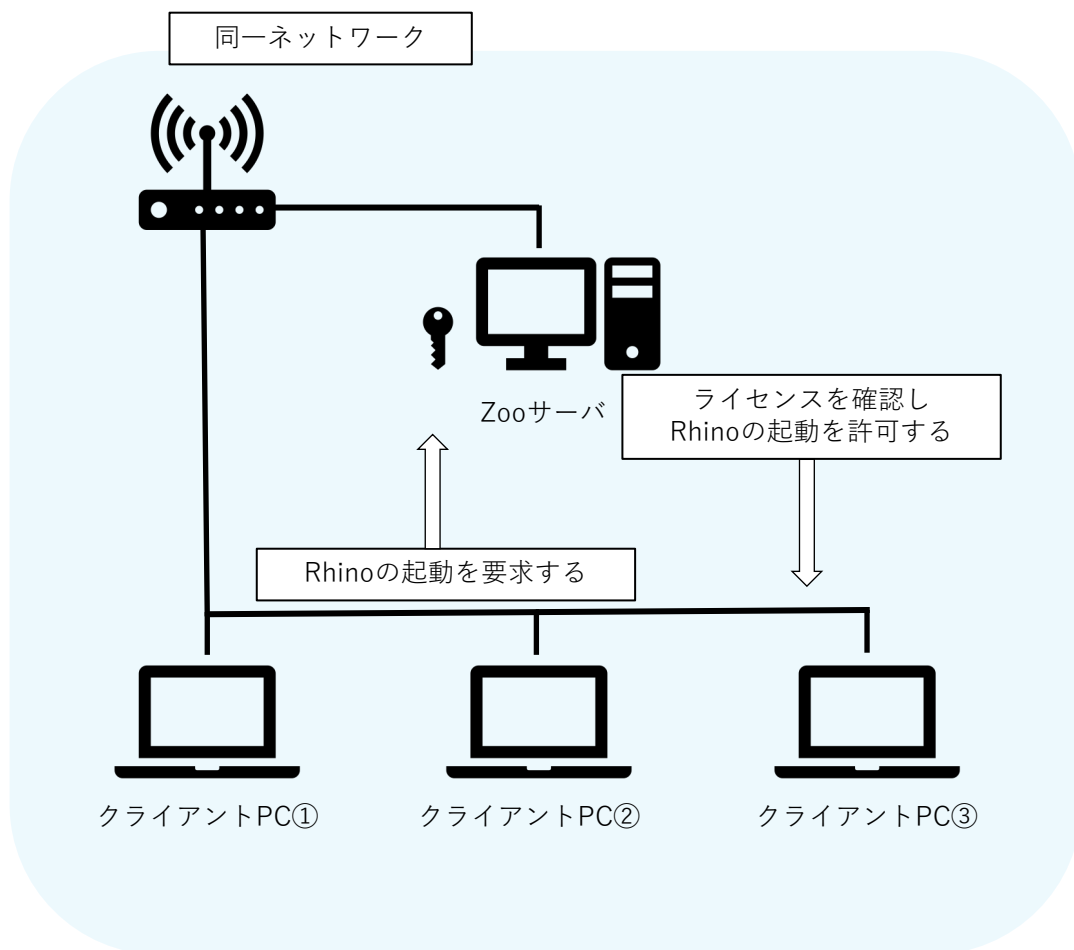 同一ネットワーク
Zooサーバ
ライセンスを確認し
Rhinoの起動を許可する
Rhinoの起動を要求する
クライアントPC①
クライアントPC②
クライアントPC③